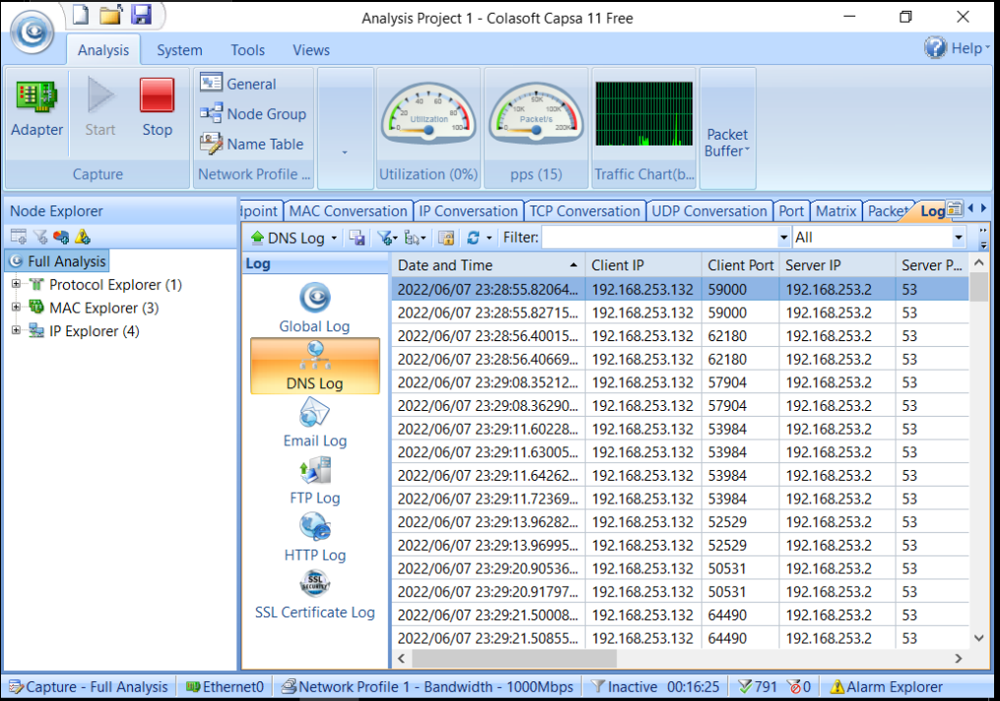 Analysis Project 1 - Colasoft Capsa 11 Free
Analysis System Tools Views Help
Adapter Start Stop
Capture
General
Node Group
Name Table
Network Profile ...
Utilization
Utilization (0%)
Packet/s
pps (15)
Traffic Chart(b...
Packet
Buffer
Node Explorer
Full Analysis
Protocol Explorer (1)
MAC Explorer (3)
IP Explorer (4)
lpoint MAC Conversation IP Conversation TCP Conversation UDP Conversation Port Matrix Packet Log
DNS Log Filter: All
Log
Global Log
DNS Log
Email Log
FTP Log
HTTP Log
SSL Certificate Log
Date and Time Client IP Client Port Server IP Server P...
2022/06/07 23:28:55.82064... 192.168.253.132 59000 192.168.253.2 53
2022/06/07 23:28:55.82715... 192.168.253.132 59000 192.168.253.2 53
2022/06/07 23:28:56.40015... 192.168.253.132 62180 192.168.253.2 53
2022/06/07 23:28:56.40669... 192.168.253.132 62180 192.168.253.2 53
2022/06/07 23:29:08.35212... 192.168.253.132 57904 192.168.253.2 53
2022/06/07 23:29:08.36290... 192.168.253.132 57904 192.168.253.2 53
2022/06/07 23:29:11.60228... 192.168.253.132 53984 192.168.253.2 53
2022/06/07 23:29:11.63005... 192.168.253.132 53984 192.168.253.2 53
2022/06/07 23:29:11.64262... 192.168.253.132 53984 192.168.253.2 53
2022/06/07 23:29:11.72369... 192.168.253.132 53984 192.168.253.2 53
2022/06/07 23:29:13.96282... 192.168.253.132 52529 192.168.253.2 53
2022/06/07 23:29:13.96995... 192.168.253.132 52529 192.168.253.2 53
2022/06/07 23:29:20.90536... 192.168.253.132 50531 192.168.253.2 53
2022/06/07 23:29:20.91797... 192.168.253.132 50531 192.168.253.2 53
2022/06/07 23:29:21.50008... 192.168.253.132 64490 192.168.253.2 53
2022/06/07 23:29:21.50855... 192.168.253.132 64490 192.168.253.2 53
Capture - Full Analysis Ethernet0 Network Profile 1 - Bandwidth - 1000Mbps Inactive 00:16:25 791 0 Alarm Explorer